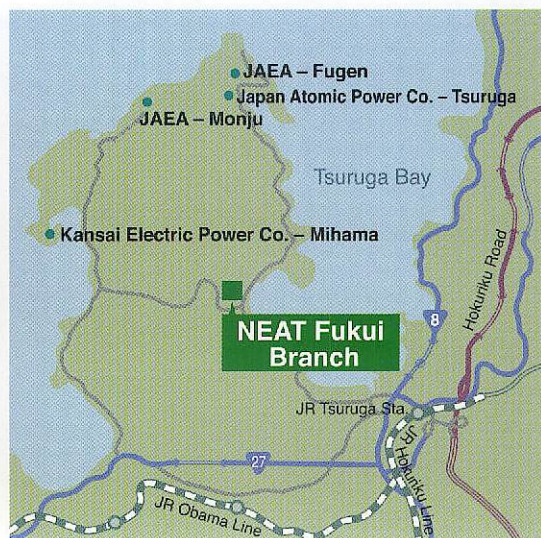 JAEA – Fugen
Japan Atomic Power Co. – Tsuruga
JAEA – Monju
Tsuruga Bay
Kansai Electric Power Co. – Mihama
NEAT Fukui
Branch
8
Hokuriku Road
JR Tsuruga Sta.
JR Hokuriku Line
27
JR Obama Line